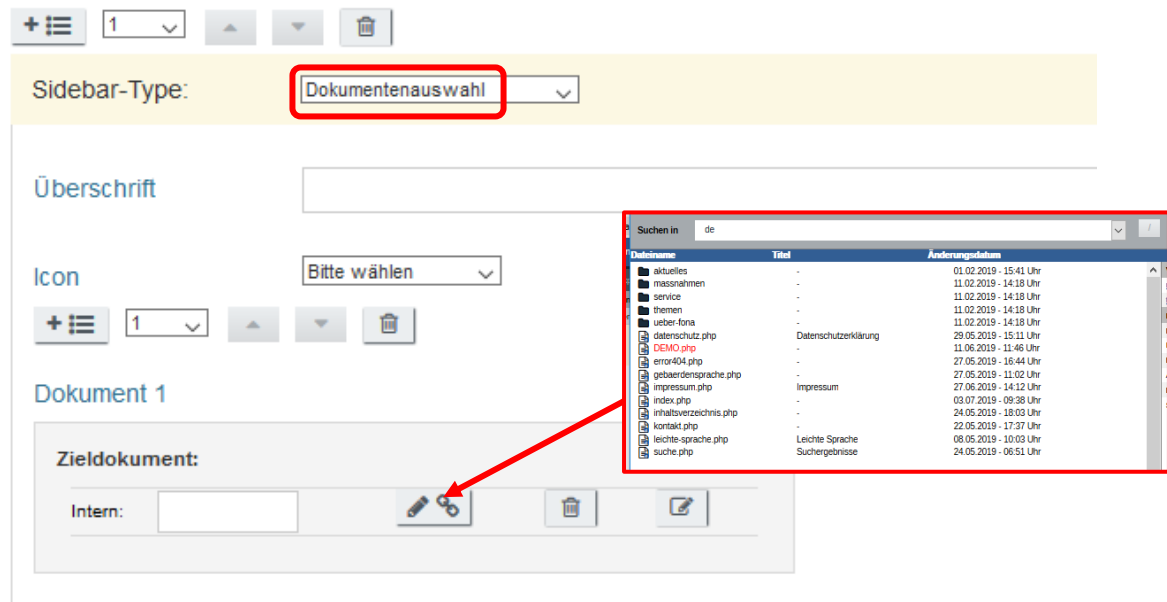 1
Sidebar-Type:
Dokumentenauswahl
Überschrift
Icon
Bitte wählen
1
Dokument 1
Zieldokument:
Intern:
Suchen in
de
/
Dateiname Titel Änderungsdatum
aktuelles - 01.02.2019 - 15:41 Uhr
massnahmen - 11.02.2019 - 14:18 Uhr
service - 11.02.2019 - 14:18 Uhr
themen - 11.02.2019 - 14:18 Uhr
ueber-fona - 11.02.2019 - 14:18 Uhr
datenschutz.php Datenschutzerklärung 29.05.2019 - 15:11 Uhr
DEMO.php - 11.06.2019 - 11:46 Uhr
error404.php - 27.05.2019 - 16:44 Uhr
gebaerdensprache.php - 27.05.2019 - 11:02 Uhr
impressum.php Impressum 27.06.2019 - 14:12 Uhr
index.php - 03.07.2019 - 09:38 Uhr
inhaltsverzeichnis.php - 24.05.2019 - 18:03 Uhr
kontakt.php - 22.05.2019 - 17:37 Uhr
leichte-sprache.php Leichte Sprache 08.05.2019 - 10:03 Uhr
suche.php Suchergebnisse 24.05.2019 - 06:51 Uhr